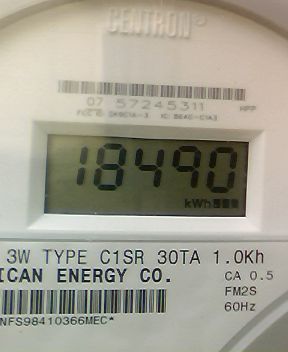 CENTRON®
07 57245311
18490
kWh
3W TYPE C1SR 30TA 1.0Kh
ICAN ENERGY CO.
CA 0.5
FM2S
60Hz
NFS98410366MEC*